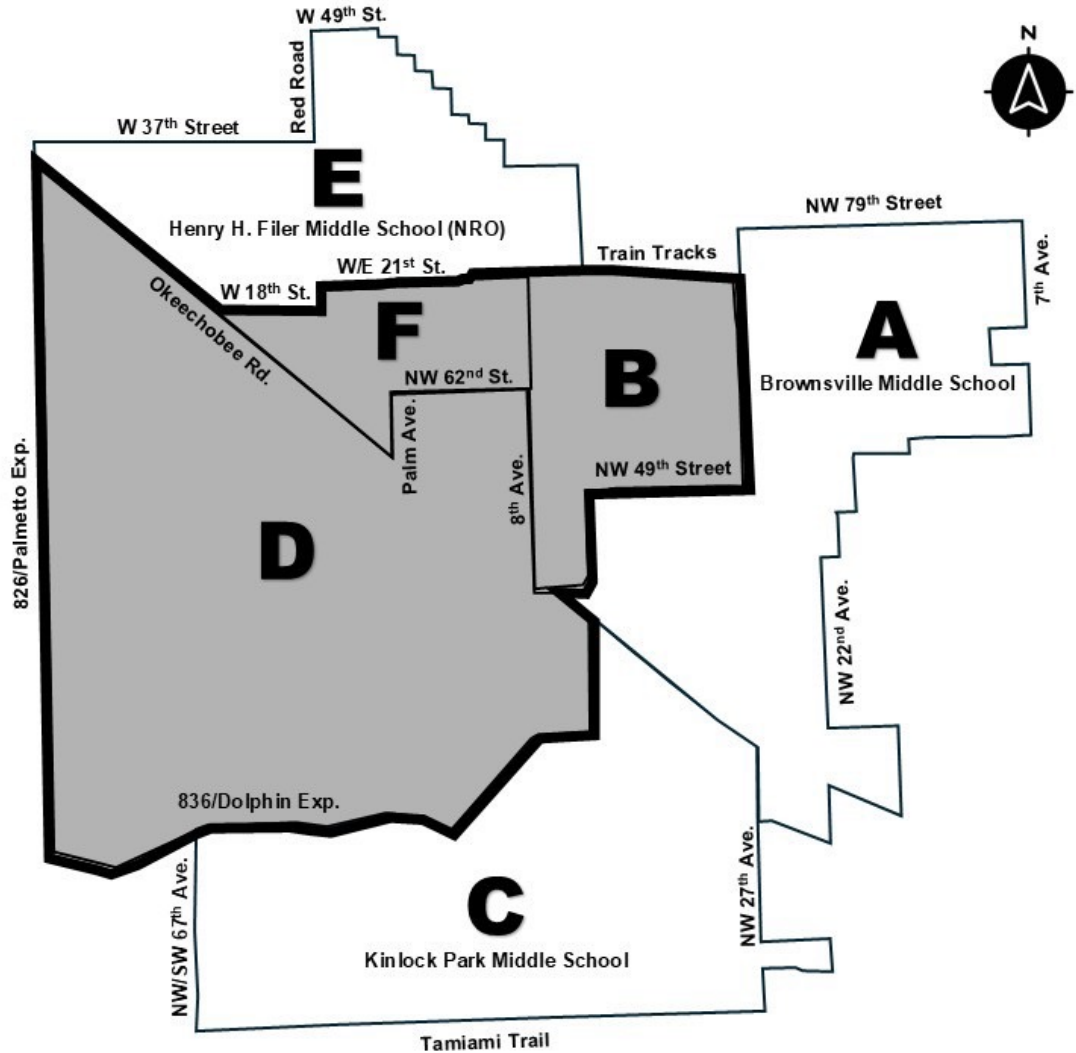 W 49th St.
N
Red Road
W 37th Street
E
Henry H. Filer Middle School (NRO)
NW 79th Street
7th Ave.
Train Tracks
W/E 21st St.
W 18th St.
Okeechobee Rd.
F
A
Brownsville Middle School
B
NW 62nd St.
Palm Ave.
8th Ave.
NW 49th Street
826/Palmetto Exp.
D
NW 22nd Ave.
836/Dolphin Exp.
NW/SW 67th Ave.
C
Kinlock Park Middle School
NW 27th Ave.
Tamiami Trail